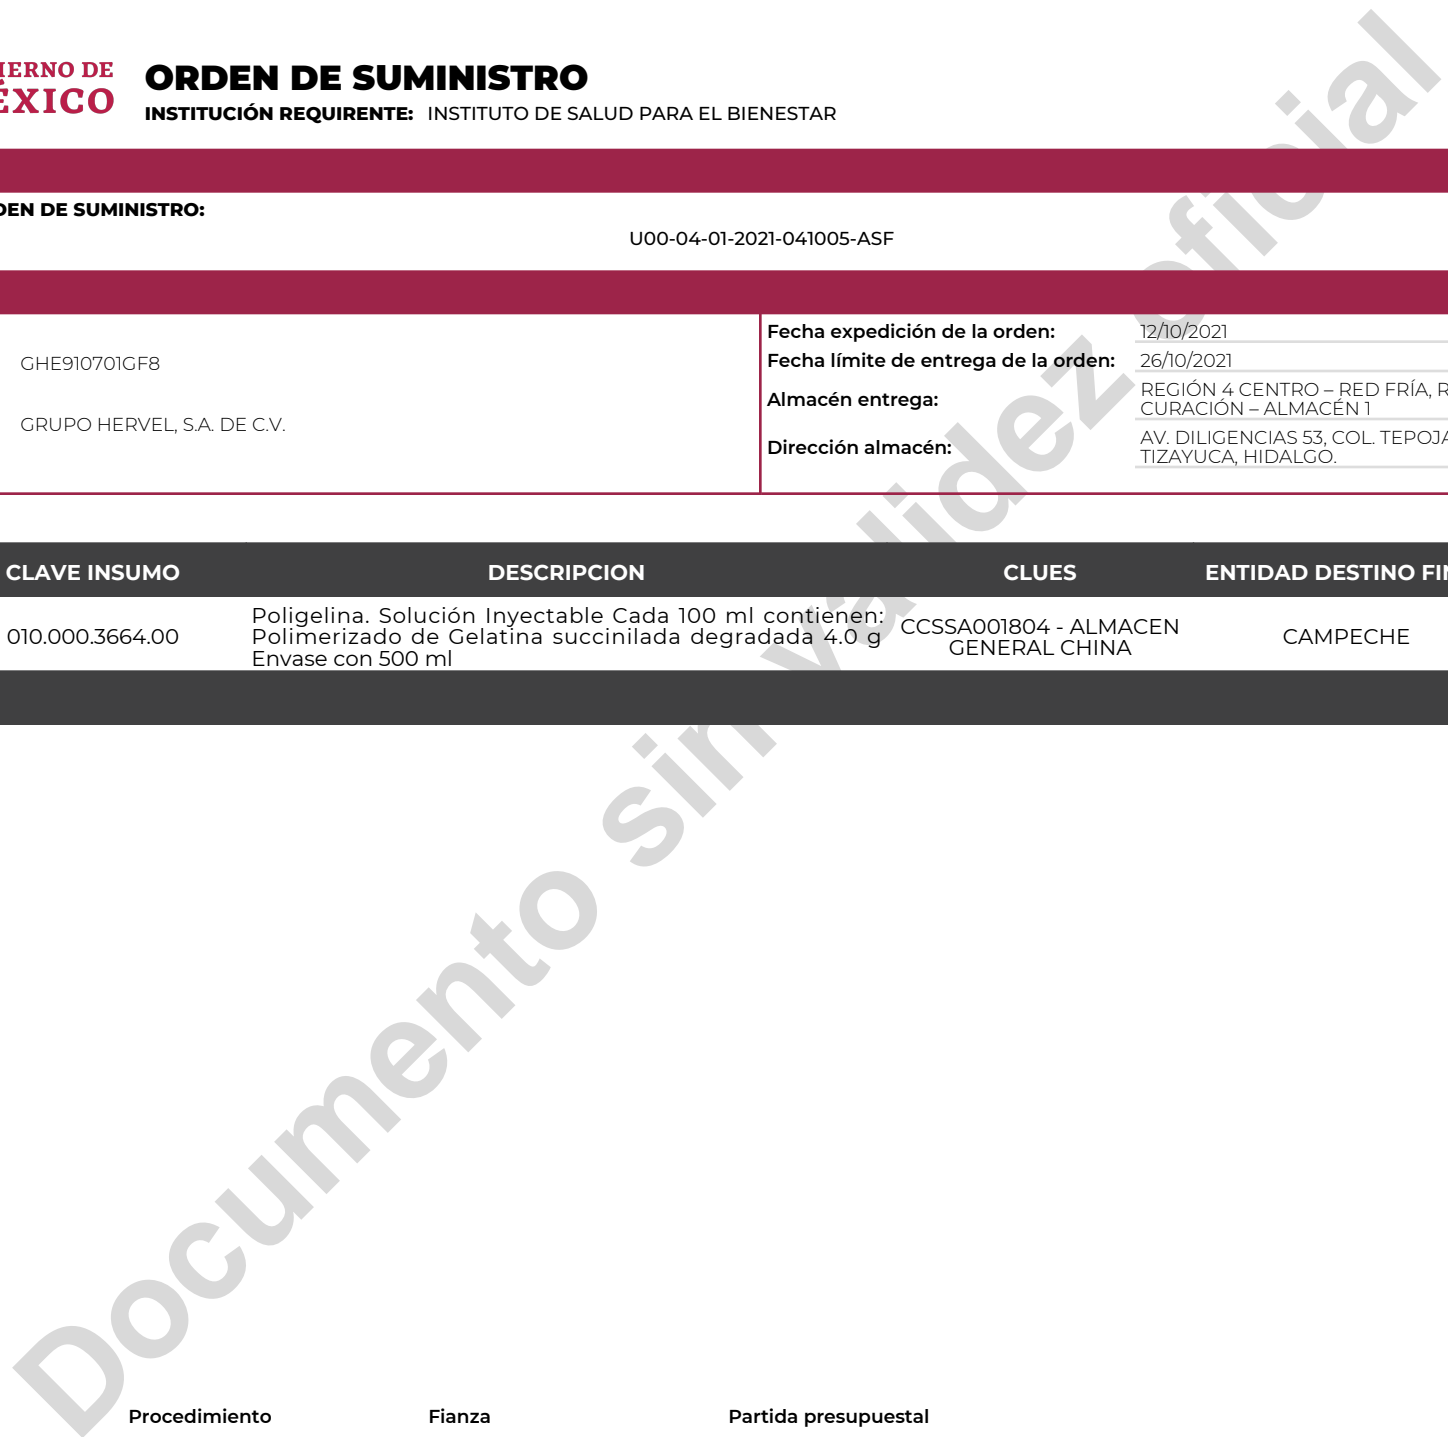 IERNO DE
ÉXICO
ORDEN DE SUMINISTRO
INSTITUCIÓN REQUIRENTE: INSTITUTO DE SALUD PARA EL BIENESTAR
DEN DE SUMINISTRO:
U00-04-01-2021-041005-ASF
GHE910701GF8
GRUPO HERVEL, S.A. DE C.V.
Fecha expedición de la orden: 12/10/2021
Fecha límite de entrega de la orden: 26/10/2021
Almacén entrega: REGIÓN 4 CENTRO – RED FRÍA, R
CURACIÓN – ALMACÉN 1
Dirección almacén: AV. DILIGENCIAS 53, COL. TEPOJA
TIZAYUCA, HIDALGO.
CLAVE INSUMO DESCRIPCION CLUES ENTIDAD DESTINO FIN
010.000.3664.00
Poligelina. Solución Inyectable Cada 100 ml contienen:
Polimerizado de Gelatina succinilada degradada 4.0 g
Envase con 500 ml
CCSSA001804 - ALMACEN
GENERAL CHINA
CAMPECHE
Documento sin validez oficial
Procedimiento Fianza Partida presupuestal